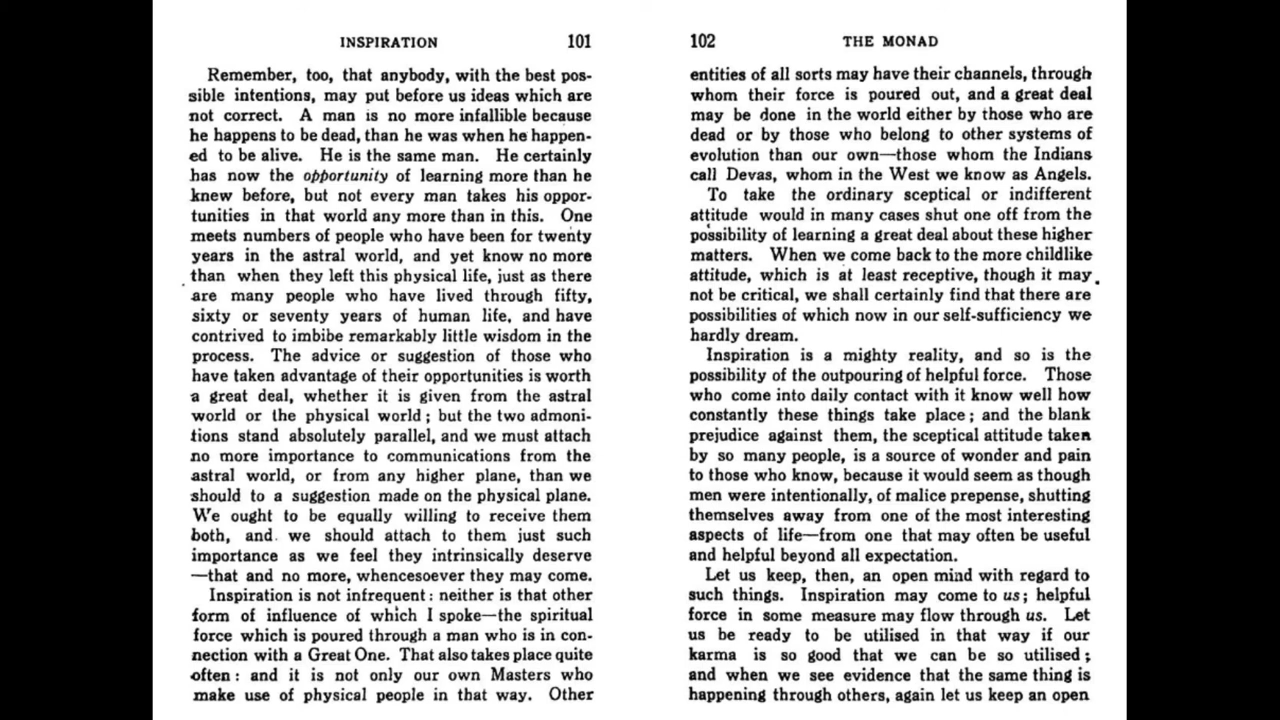 INSPIRATION 101
Remember, too, that anybody, with the best pos-
sible intentions, may put before us ideas which are
not correct. A man is no more infallible because
he happens to be dead, than he was when he happen-
ed to be alive. He is the same man. He certainly
has now the opportunity of learning more than he
knew before, but not every man takes his oppor-
tunities in that world any more than in this. One
meets numbers of people who have been for twenty
years in the astral world, and yet know no more
than when they left this physical life, just as there
are many people who have lived through fifty,
sixty or seventy years of human life, and have
contrived to imbibe remarkably little wisdom in the
process. The advice or suggestion of those who
have taken advantage of their opportunities is worth
a great deal, whether it is given from the astral
world or the physical world; but the two admoni-
tions stand absolutely parallel, and we must attach
no more importance to communications from the
astral world, or from any higher plane, than we
should to a suggestion made on the physical plane.
We ought to be equally willing to receive them
both, and we should attach to them just such
importance as we feel they intrinsically deserve
—that and no more, whencesoever they may come.
Inspiration is not infrequent: neither is that other
form of influence of which I spoke—the spiritual
force which is poured through a man who is in con-
nection with a Great One. That also takes place quite
often: and it is not only our own Masters who
make use of physical people in that way. Other
102 THE MONAD
entities of all sorts may have their channels, through
whom their force is poured out, and a great deal
may be done in the world either by those who are
dead or by those who belong to other systems of
evolution than our own—those whom the Indians
call Devas, whom in the West we know as Angels.
To take the ordinary sceptical or indifferent
attitude would in many cases shut one off from the
possibility of learning a great deal about these higher
matters. When we come back to the more childlike
attitude, which is at least receptive, though it may
not be critical, we shall certainly find that there are
possibilities of which now in our self-sufficiency we
hardly dream.
Inspiration is a mighty reality, and so is the
possibility of the outpouring of helpful force. Those
who come into daily contact with it know well how
constantly these things take place; and the blank
prejudice against them, the sceptical attitude taken
by so many people, is a source of wonder and pain
to those who know, because it would seem as though
men were intentionally, of malice prepense, shutting
themselves away from one of the most interesting
aspects of life—from one that may often be useful
and helpful beyond all expectation.
Let us keep, then, an open mind with regard to
such things. Inspiration may come to us; helpful
force in some measure may flow through us. Let
us be ready to be utilised in that way if our
karma is so good that we can be so utilised;
and when we see evidence that the same thing is
happening through others, again let us keep an open